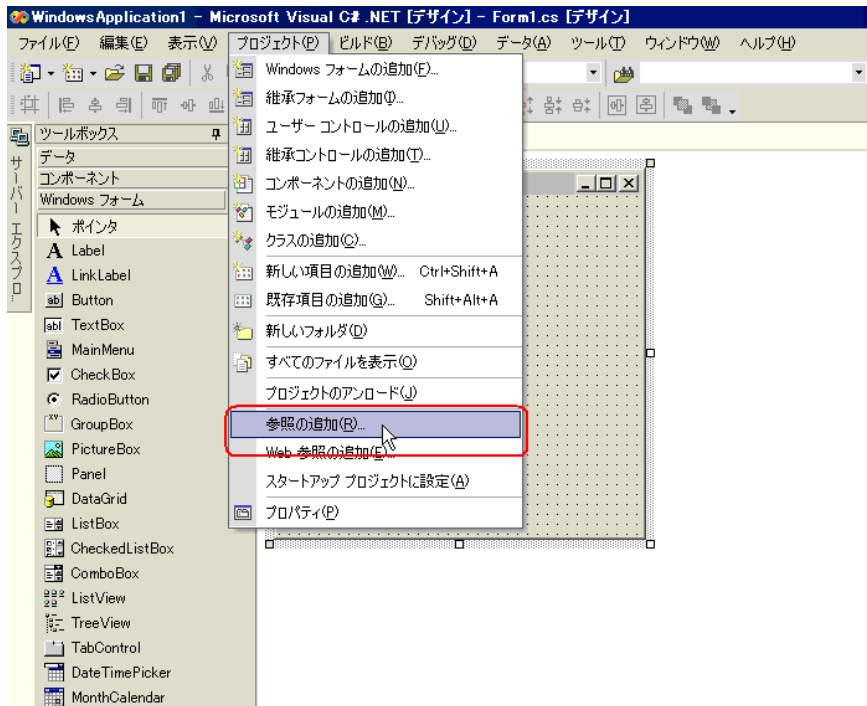 WindowsApplication1 - Microsoft Visual C# .NET [デザイン] - Form1.cs [デザイン]
ファイル(F) 編集(E) 表示(V) プロジェクト(P) ビルド(B) デバッグ(D) データ(A) ツール(T) ウィンドウ(W) ヘルプ(H)
Windows フォームの追加(F)...
継承フォームの追加(I)...
ユーザー コントロールの追加(U)...
継承コントロールの追加(T)...
コンポーネントの追加(N)...
モジュールの追加(M)...
クラスの追加(C)...
新しい項目の追加(W)... Ctrl+Shift+A
既存項目の追加(G)... Shift+Alt+A
新しいフォルダ(D)
すべてのファイルを表示(O)
プロジェクトのアンロード(J)
参照の追加(R)...
Web 参照の追加(E)...
スタートアップ プロジェクトに設定(A)
プロパティ(P)
サーバー エクスプロ...
ツールボックス
データ
コンポーネント
Windows フォーム
ポインタ
Label
LinkLabel
Button
TextBox
MainMenu
CheckBox
RadioButton
GroupBox
PictureBox
Panel
DataGrid
ListBox
CheckedListBox
ComboBox
ListView
TreeView
TabControl
DateTimePicker
MonthCalendar